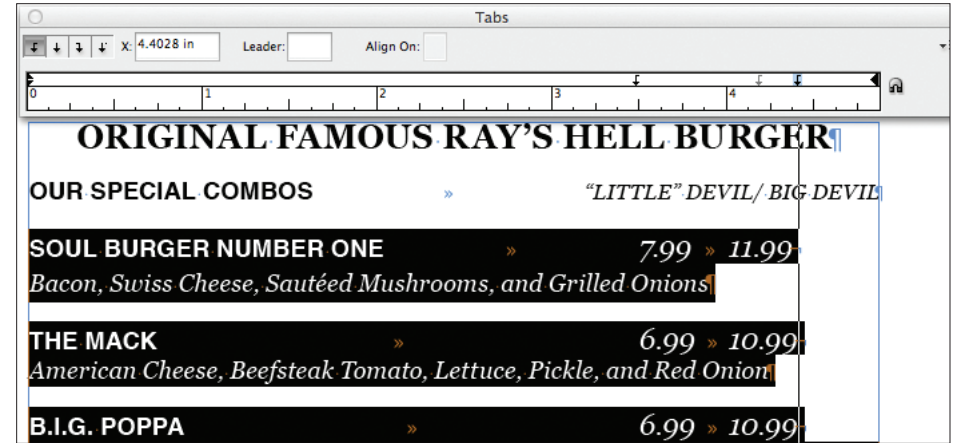 Tabs
X: 4.4028 in Leader: Align On:
0 1 2 3 4
ORIGINAL FAMOUS RAY’S HELL BURGER¶
OUR SPECIAL COMBOS » “LITTLE” DEVIL/ BIG DEVIL¶
SOUL BURGER NUMBER ONE » 7.99 » 11.99¬
Bacon, Swiss Cheese, Sautéed Mushrooms, and Grilled Onions¶
THE MACK » 6.99 » 10.99¬
American Cheese, Beefsteak Tomato, Lettuce, Pickle, and Red Onion¶
B.I.G. POPPA » 6.99 » 10.99¬